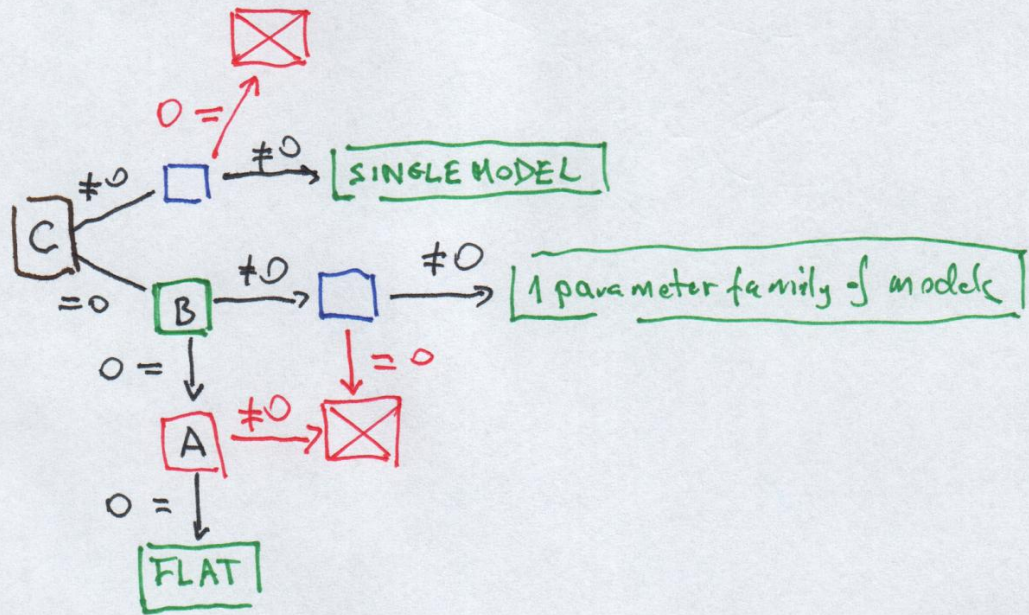 0 =
≠0
≠0
SINGLE MODEL
C
=0
B
≠0
≠0
1 parameter family of models
0 =
= 0
A
≠0
0 =
FLAT